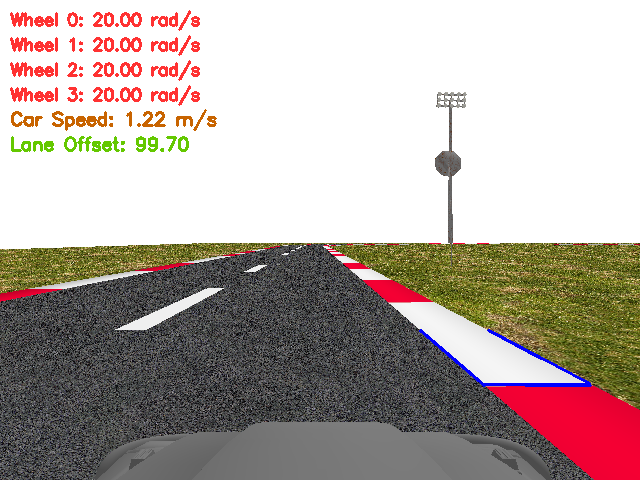 Wheel 0: 20.00 rad/s
Wheel 1: 20.00 rad/s
Wheel 2: 20.00 rad/s
Wheel 3: 20.00 rad/s
Car Speed: 1.22 m/s
Lane Offset: 99.70